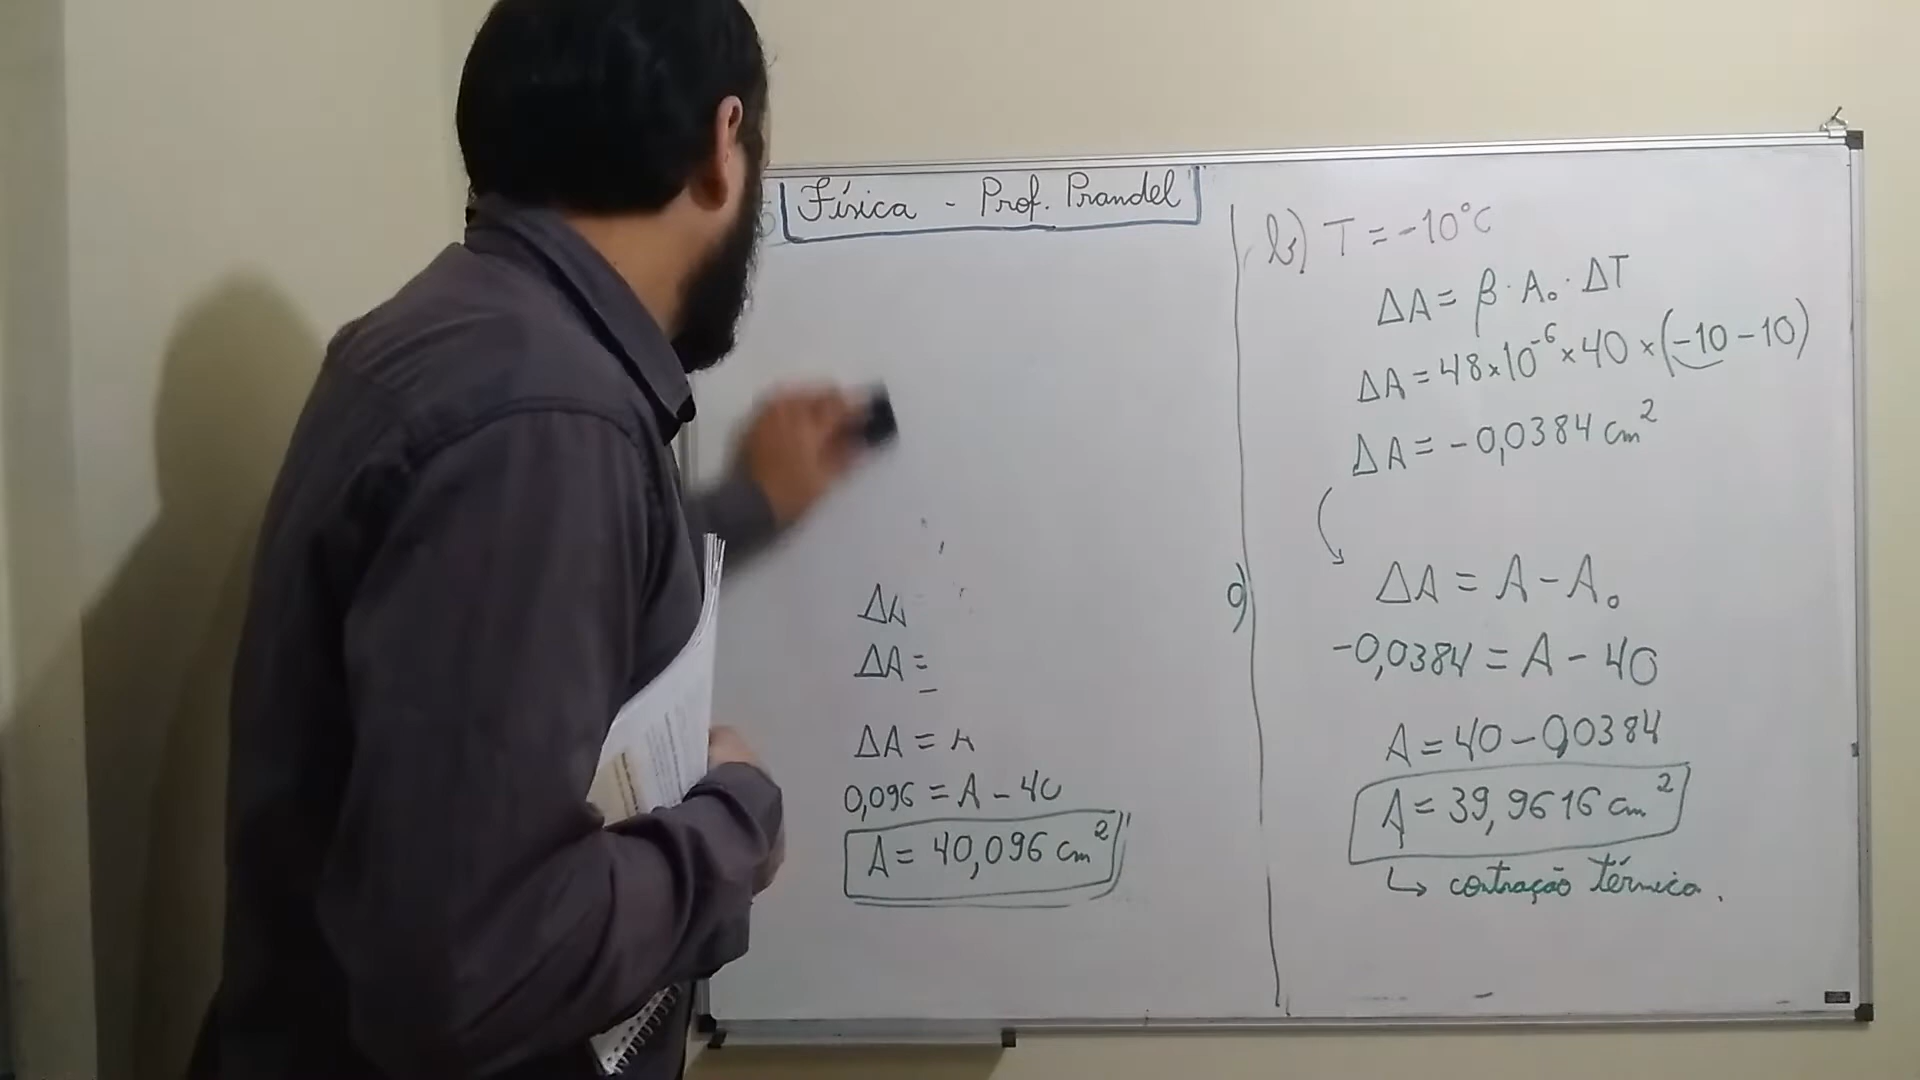 Física - Prof. Prandel
ΔA
ΔA =
ΔA = A
0,096 = A - 40
A = 40,096 cm²
b) T = -10°C
ΔA = β · A₀ · ΔT
ΔA = 48 × 10⁻⁶ × 40 × (-10 - 10)
ΔA = -0,0384 cm²
ΔA = A - A₀
-0,0384 = A - 40
A = 40 - 0,0384
A = 39,9616 cm²
↳ contração térmica.